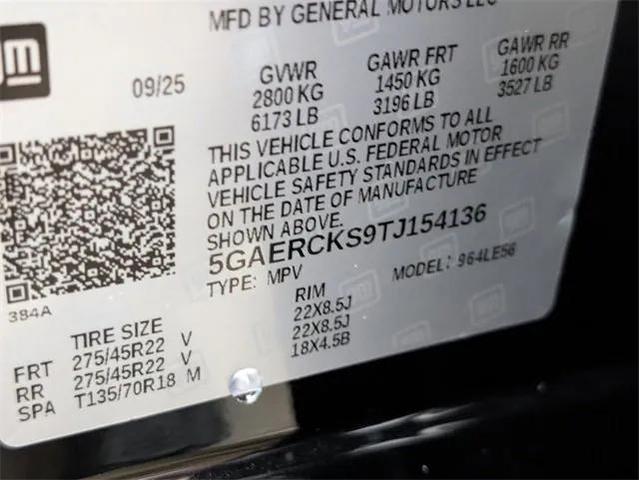 gm
MFD BY GENERAL MOTORS LLC
09/25
GVWR GAWR FRT GAWR RR
2800 KG 1450 KG 1600 KG
6173 LB 3196 LB 3527 LB
THIS VEHICLE CONFORMS TO ALL
APPLICABLE U.S. FEDERAL MOTOR
VEHICLE SAFETY STANDARDS IN EFFECT
ON THE DATE OF MANUFACTURE
SHOWN ABOVE.
5GAERCKS9TJ154136
TYPE: MPV MODEL: 964LE56
384A
TIRE SIZE RIM
FRT 275/45R22 V 22X8.5J
RR 275/45R22 V 22X8.5J
SPA T135/70R18 M 18X4.5B